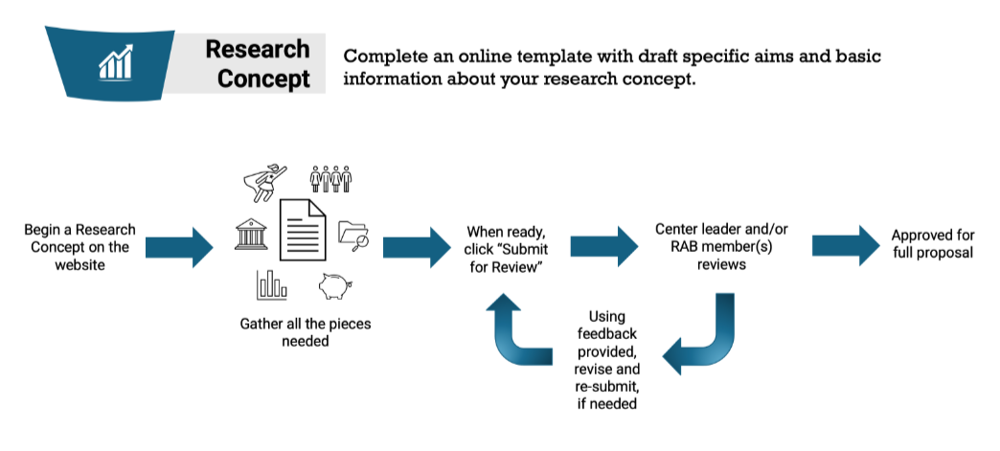 Research
Concept
Complete an online template with draft specific aims and basic
information about your research concept.
Begin a Research
Concept on the
website
Gather all the pieces
needed
When ready,
click “Submit
for Review”
Center leader and/or
RAB member(s)
reviews
Approved for
full proposal
Using
feedback
provided,
revise and
re-submit,
if needed